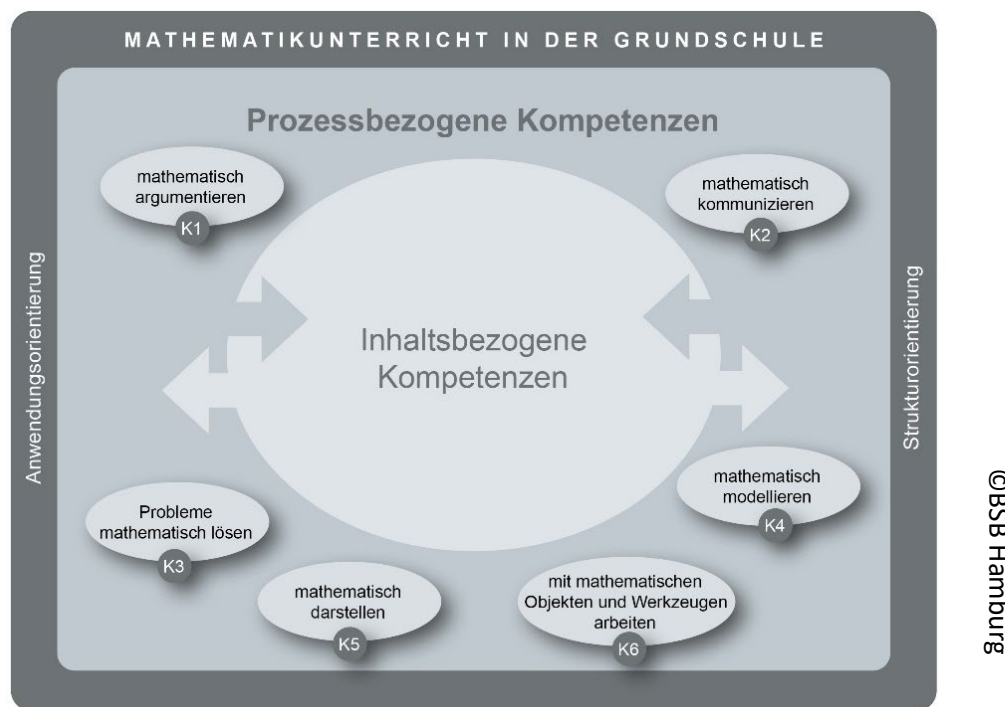 MATHEMATIKUNTERRICHT IN DER GRUNDSCHULE
Prozessbezogene Kompetenzen
mathematisch
argumentieren
K1
mathematisch
kommunizieren
K2
Anwendungsorientierung
Inhaltsbezogene
Kompetenzen
Strukturorientierung
Probleme
mathematisch lösen
K3
mathematisch
modellieren
K4
mathematisch
darstellen
K5
mit mathematischen
Objekten und Werkzeugen
arbeiten
K6
©BSB Hamburg